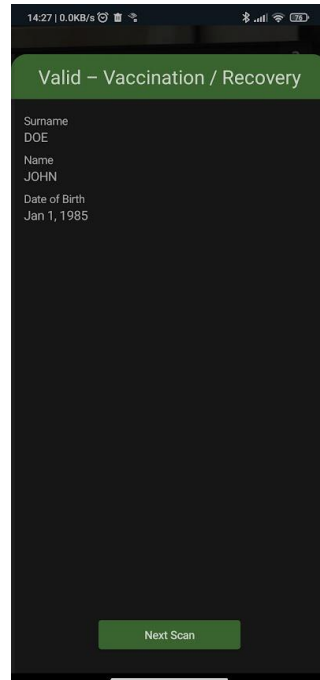 14:27 | 0.0KB/s
76
Valid – Vaccination / Recovery
Surname
DOE
Name
JOHN
Date of Birth
Jan 1, 1985
Next Scan